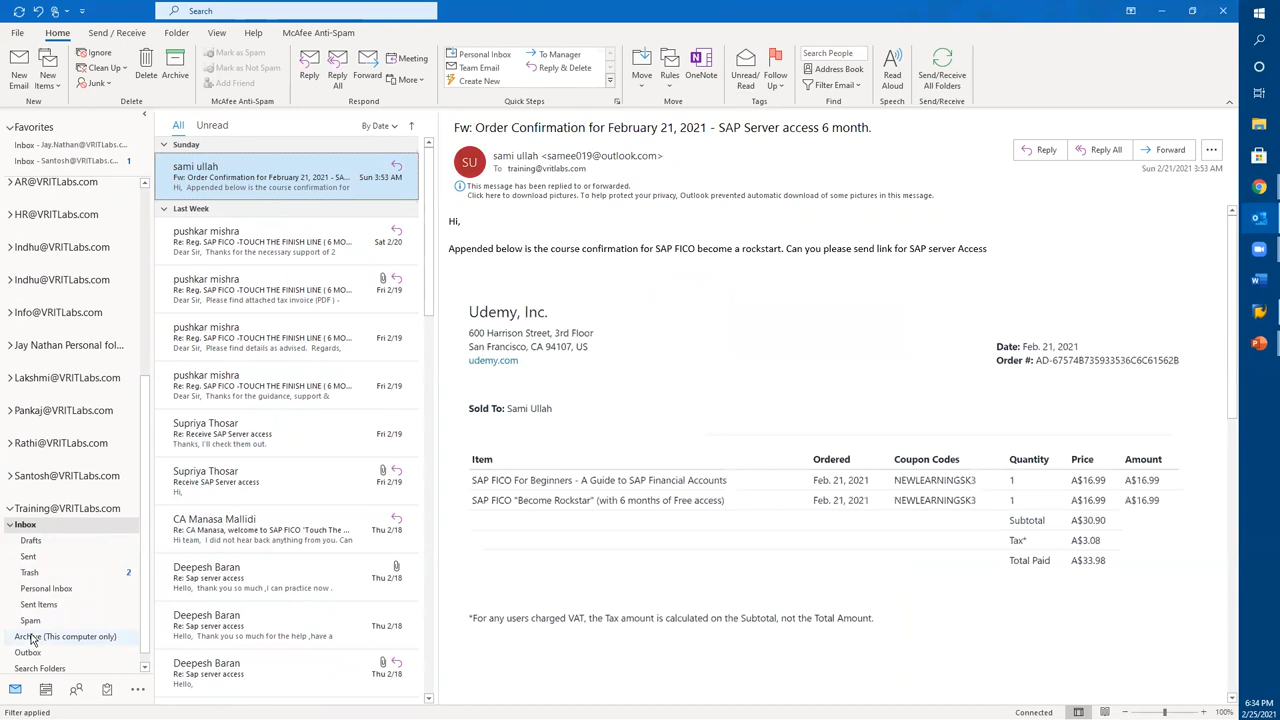 Search
File Home Send / Receive Folder View Help McAfee Anti-Spam
New Email
New Items
Ignore
Clean Up
Junk
Delete
Archive
Mark as Spam
Mark as Not Spam
Add Friend
Reply
Reply All
Forward
Meeting
More
Personal Inbox
Team Email
Create New
To Manager
Reply & Delete
Move
Rules
OneNote
Unread/ Read
Follow Up
Search People
Address Book
Filter Email
Read Aloud
Send/Receive All Folders
New Delete McAfee Anti-Spam Respond Quick Steps Move Tags Find Speech Send/Receive
Favorites
Inbox - Jay.Nathan@VRITLabs....
Inbox - Santosh@VRITLabs.c... 1
AR@VRITLabs.com
HR@VRITLabs.com
Indhu@VRITLabs.com
Indhu@VRITLabs.com
Info@VRITLabs.com
Jay Nathan Personal fol...
Lakshmi@VRITLabs.com
Pankaj@VRITLabs.com
Rathi@VRITLabs.com
Santosh@VRITLabs.com
Training@VRITLabs.com
Inbox
Drafts
Sent
Trash 2
Personal Inbox
Sent Items
Spam
Archive (This computer only)
Outbox
Search Folders
All Unread By Date
Sunday
sami ullah
Fw: Order Confirmation for February 21, 2021 - SA... Sun 3:53 AM
Hi, Appended below is the course confirmation for
Last Week
pushkar mishra
Re: Reg. SAP FICO -TOUCH THE FINISH LINE ( 6 MO... Sat 2/20
Dear Sir, Thanks for the necessary support of 2
pushkar mishra
Re: Reg. SAP FICO -TOUCH THE FINISH LINE ( 6 MO... Fri 2/19
Dear Sir, Please find attached tax invoice (PDF ) -
pushkar mishra
Re: Reg. SAP FICO -TOUCH THE FINISH LINE ( 6 MO... Fri 2/19
Dear Sir, Please find details as advised. Regards,
pushkar mishra
Re: Reg. SAP FICO -TOUCH THE FINISH LINE ( 6 MO... Fri 2/19
Dear Sir, Thanks for the guidance, support &
Supriya Thosar
Re: Receive SAP Server access Fri 2/19
Thanks, I'll check them out.
Supriya Thosar
Receive SAP Server access Fri 2/19
Hi,
CA Manasa Mallidi
Re: CA Manasa, welcome to SAP FICO 'Touch The ... Thu 2/18
Hi team, I did not hear back anything from you. Can
Deepesh Baran
Re: Sap server access Thu 2/18
Hello, thank you so much ,i can practice now .
Deepesh Baran
Re: Sap server access Thu 2/18
Hello, Thank you so much for the help ,have a
Deepesh Baran
Re: Sap server access Thu 2/18
Hello,
Fw: Order Confirmation for February 21, 2021 - SAP Server access 6 month.
SU
sami ullah <samee019@outlook.com>
To training@vritlabs.com
Reply Reply All Forward
Sun 2/21/2021 3:53 AM
This message has been replied to or forwarded.
Click here to download pictures. To help protect your privacy, Outlook prevented automatic download of some pictures in this message.
Hi,
Appended below is the course confirmation for SAP FICO become a rockstart. Can you please send link for SAP server Access
Udemy, Inc.
600 Harrison Street, 3rd Floor
San Francisco, CA 94107, US
udemy.com
Date: Feb. 21, 2021
Order #: AD-67574B735933536C6C61562B
Sold To: Sami Ullah
Item Ordered Coupon Codes Quantity Price Amount
SAP FICO For Beginners - A Guide to SAP Financial Accounts Feb. 21, 2021 NEWLEARNINGSK3 1 A$16.99 A$16.99
SAP FICO "Become Rockstar" (with 6 months of Free access) Feb. 21, 2021 NEWLEARNINGSK3 1 A$16.99 A$16.99
Subtotal A$30.90
Tax* A$3.08
Total Paid A$33.98
*For any users charged VAT, the Tax amount is calculated on the Subtotal, not the Total Amount.
Filter applied Connected 100%
6:34 PM
2/25/2021